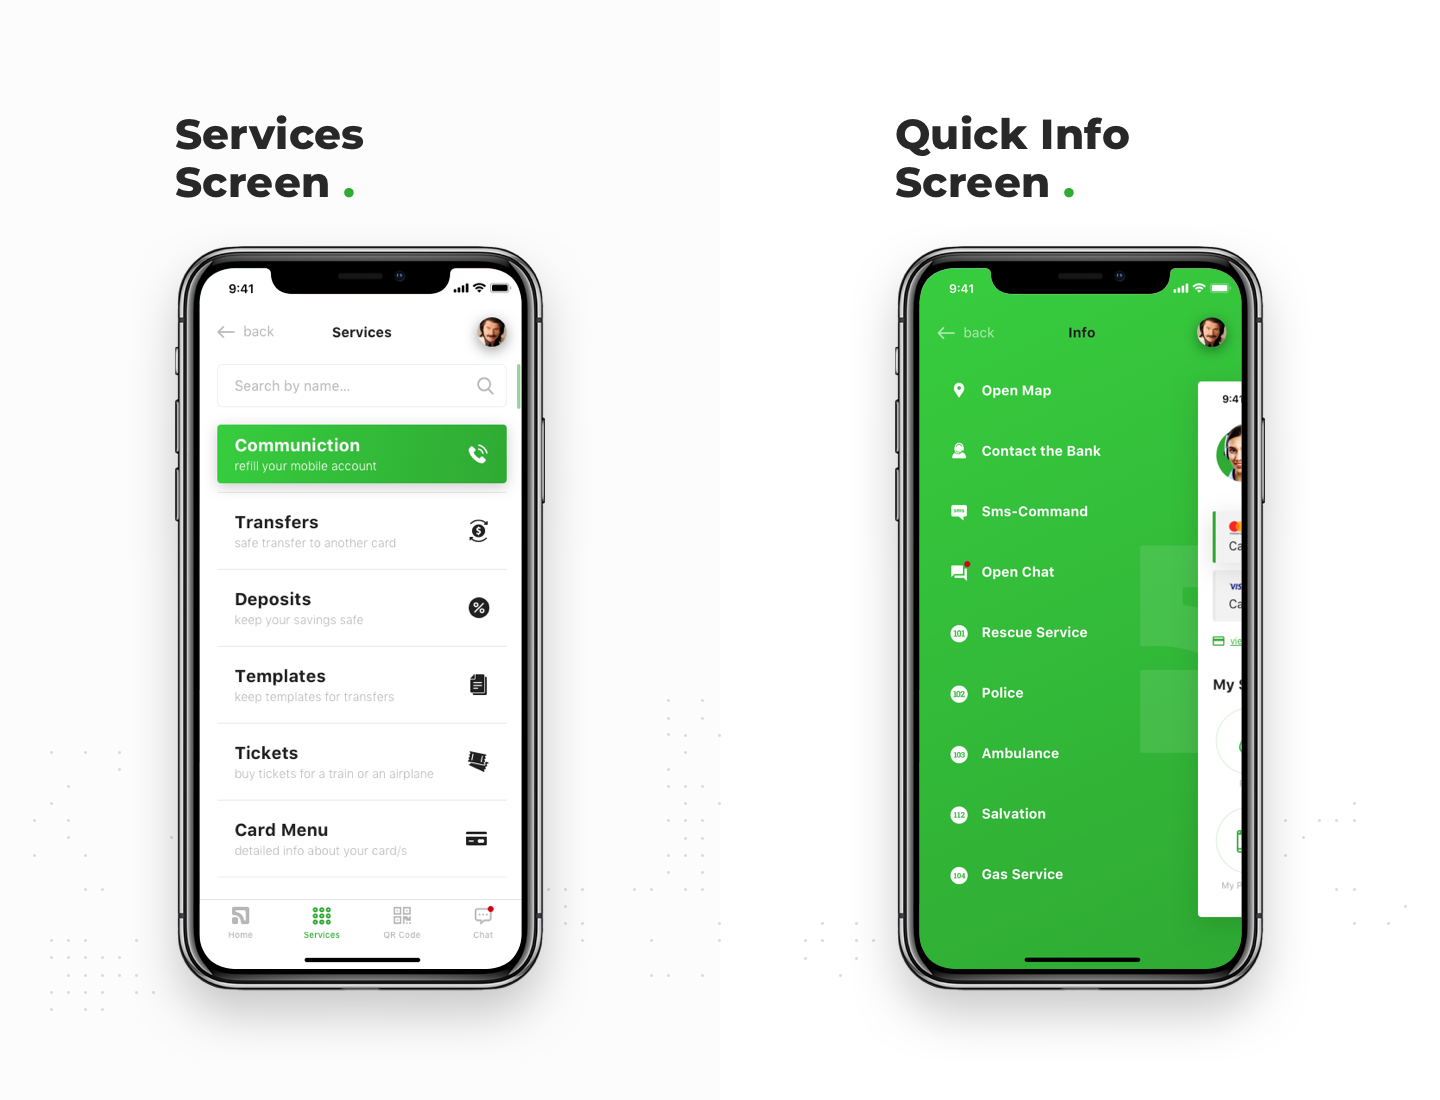 Services
Screen .
9:41
back
Services
Search by name...
Communiction
refill your mobile account
Transfers
safe transfer to another card
Deposits
keep your savings safe
Templates
keep templates for transfers
Tickets
buy tickets for a train or an airplane
Card Menu
detailed info about your card/s
Home
Services
QR Code
Chat
Quick Info
Screen .
9:41
back
Info
Open Map
Contact the Bank
SMS
Sms-Command
Open Chat
101
Rescue Service
102
Police
103
Ambulance
112
Salvation
104
Gas Service
9:41
Ca
VISA
Ca
vie
My S
My P